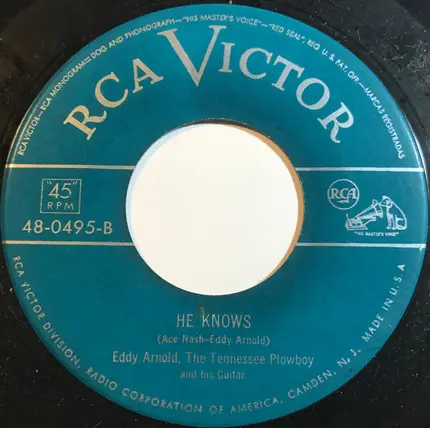 RCA VICTOR—RCA MONOGRAM—DOG AND PHONOGRAPH—"HIS MASTER'S VOICE"—"RED SEAL", REG. U. S. PAT. OFF.—MARCAS REGISTRADAS
RCA VICTOR
"45"
RPM
48-0495-B
RCA
"HIS MASTER'S VOICE"
HE KNOWS
(Ace Nash-Eddy Arnold)
Eddy Arnold, The Tennessee Plowboy
and his Guitar
RCA VICTOR DIVISION, RADIO CORPORATION OF AMERICA, CAMDEN, N. J. MADE IN U.S.A